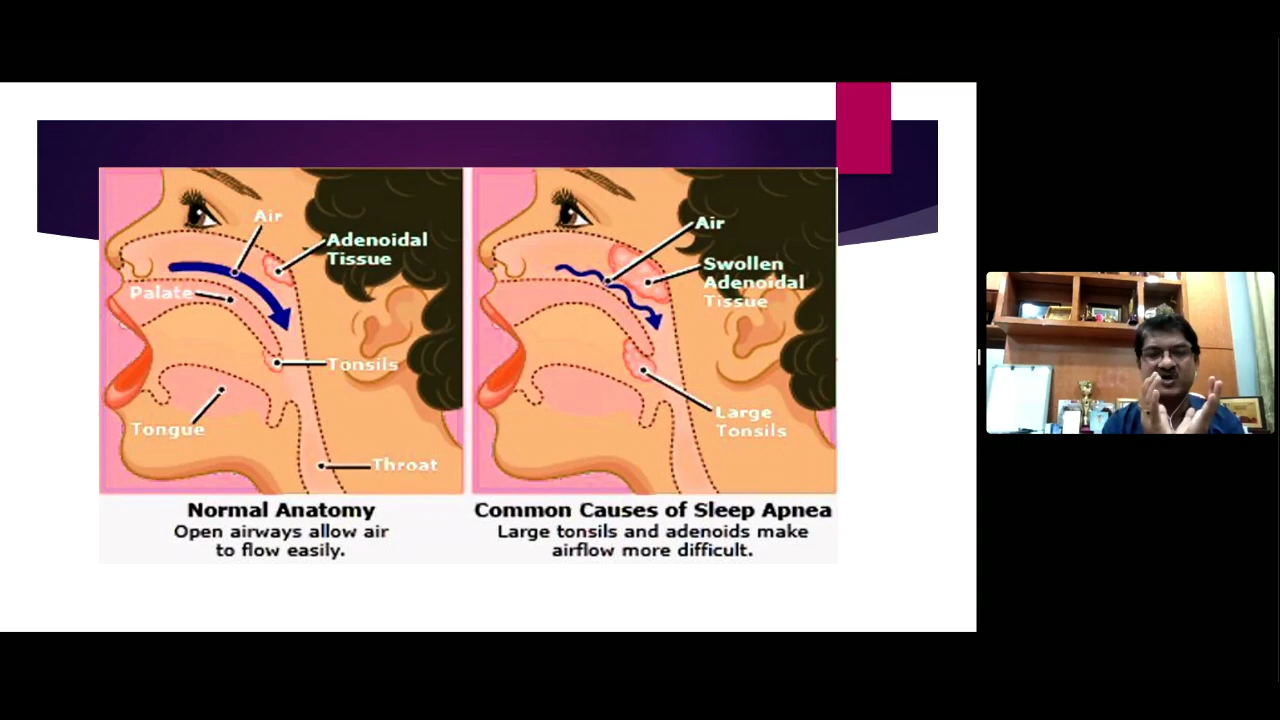 Air
Adenoidal
Tissue
Palate
Tonsils
Tongue
Throat
Normal Anatomy
Open airways allow air
to flow easily.
Air
Swollen
Adenoidal
Tissue
Large
Tonsils
Common Causes of Sleep Apnea
Large tonsils and adenoids make
airflow more difficult.